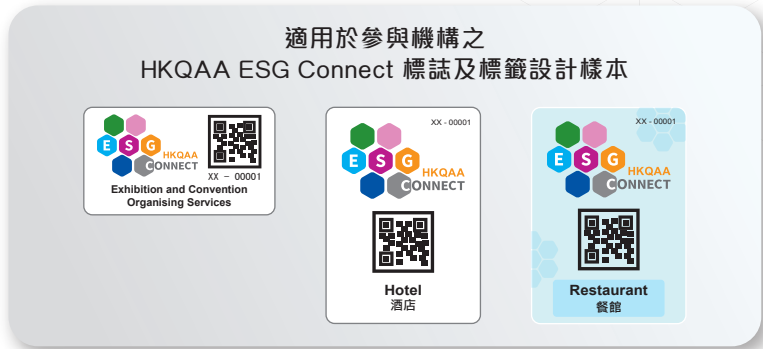 適用於參與機構之
HKQAA ESG Connect 標誌及標籤設計樣本
E S G
HKQAA
CONNECT
XX - 00001
Exhibition and Convention
Organising Services
XX - 00001
E S G
HKQAA
CONNECT
Hotel
酒店
XX - 00001
E S G
HKQAA
CONNECT
Restaurant
餐館